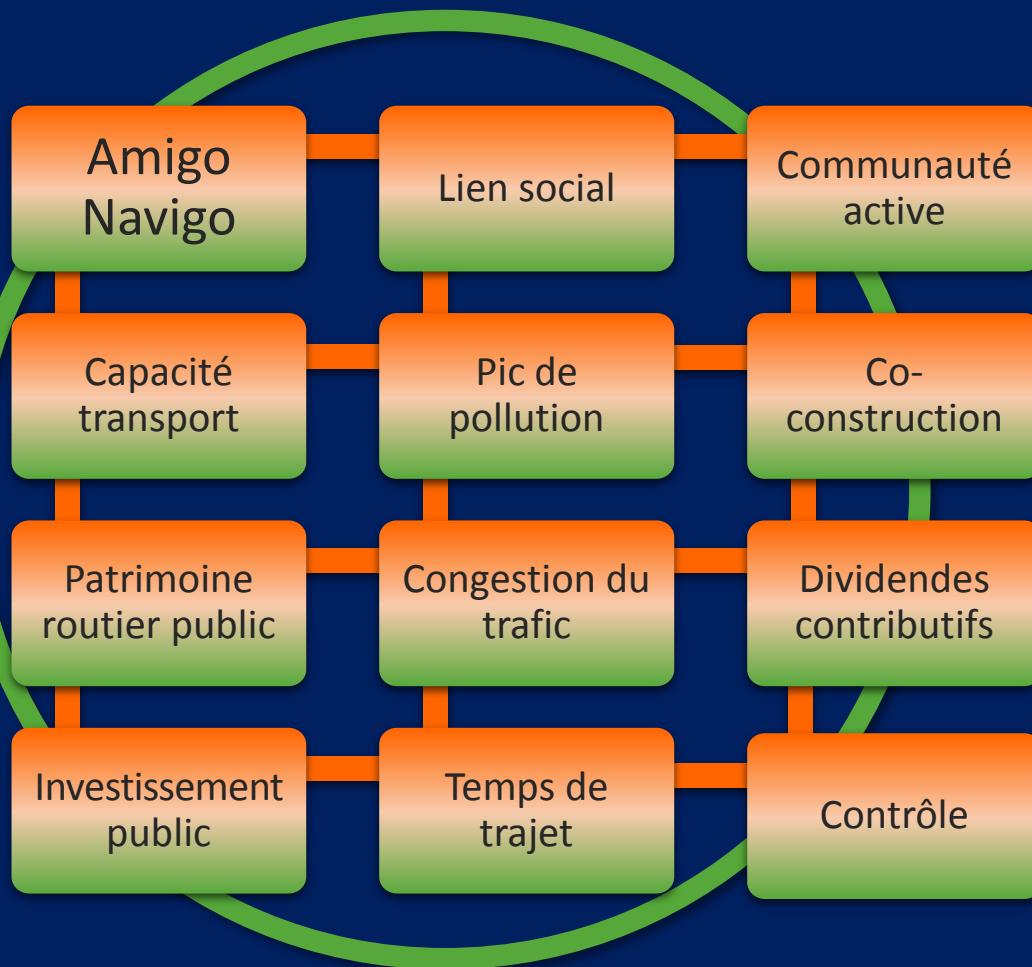 Amigo
Navigo
Lien social
Communauté
active
Capacité
transport
Pic de
pollution
Co-
construction
Patrimoine
routier public
Congestion du
trafic
Dividendes
contributifs
Investissement
public
Temps de
trajet
Contrôle